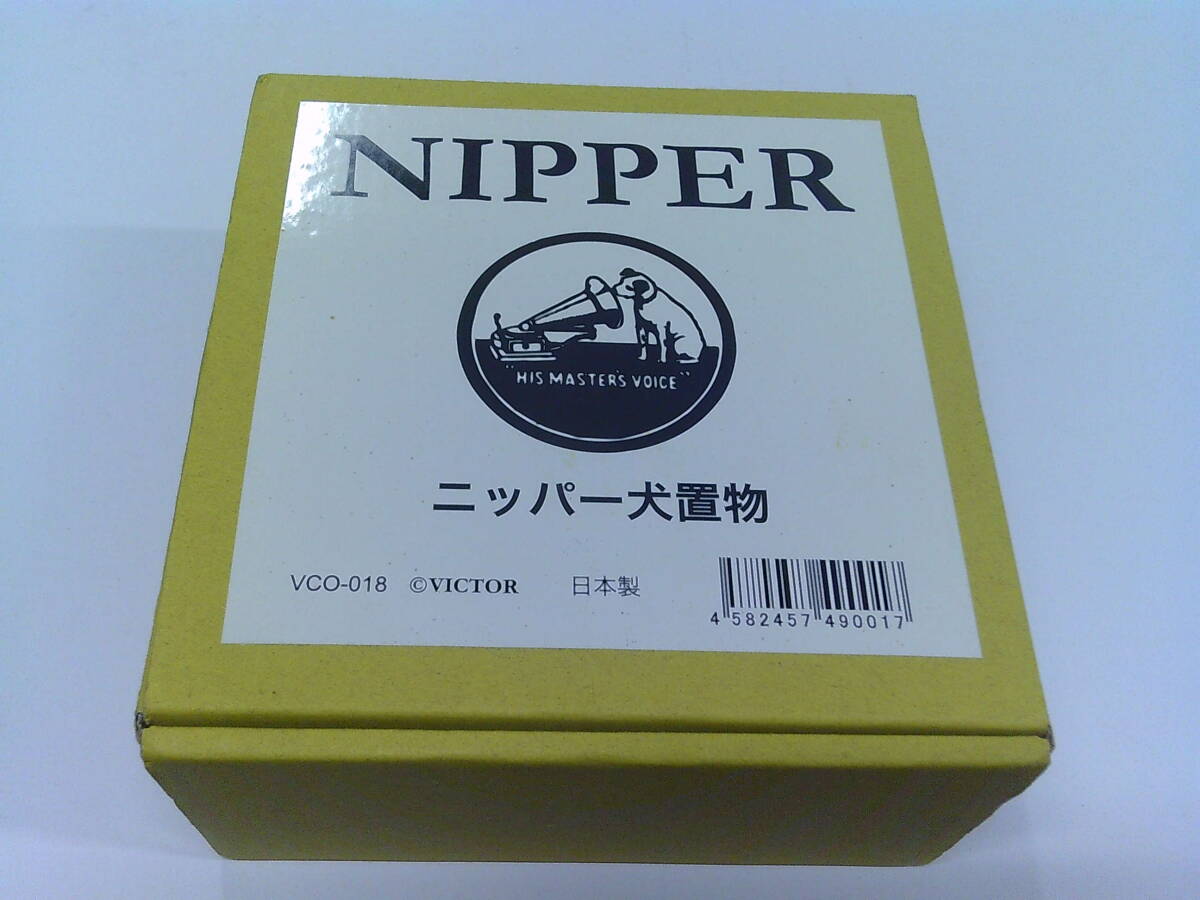 NIPPER
"HIS MASTER'S VOICE"
ニッパー犬置物
VCO-018 ©VICTOR 日本製
4 582457 490017